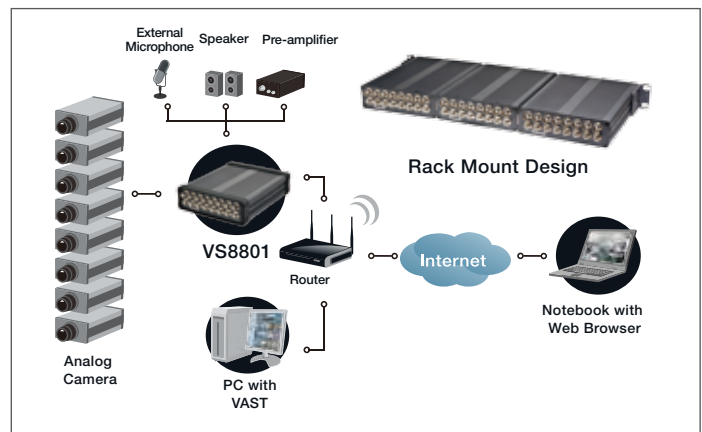 External
Microphone
Speaker
Pre-amplifier
Rack Mount Design
VS8801
Router
Internet
Notebook with
Web Browser
Analog
Camera
PC with
VAST